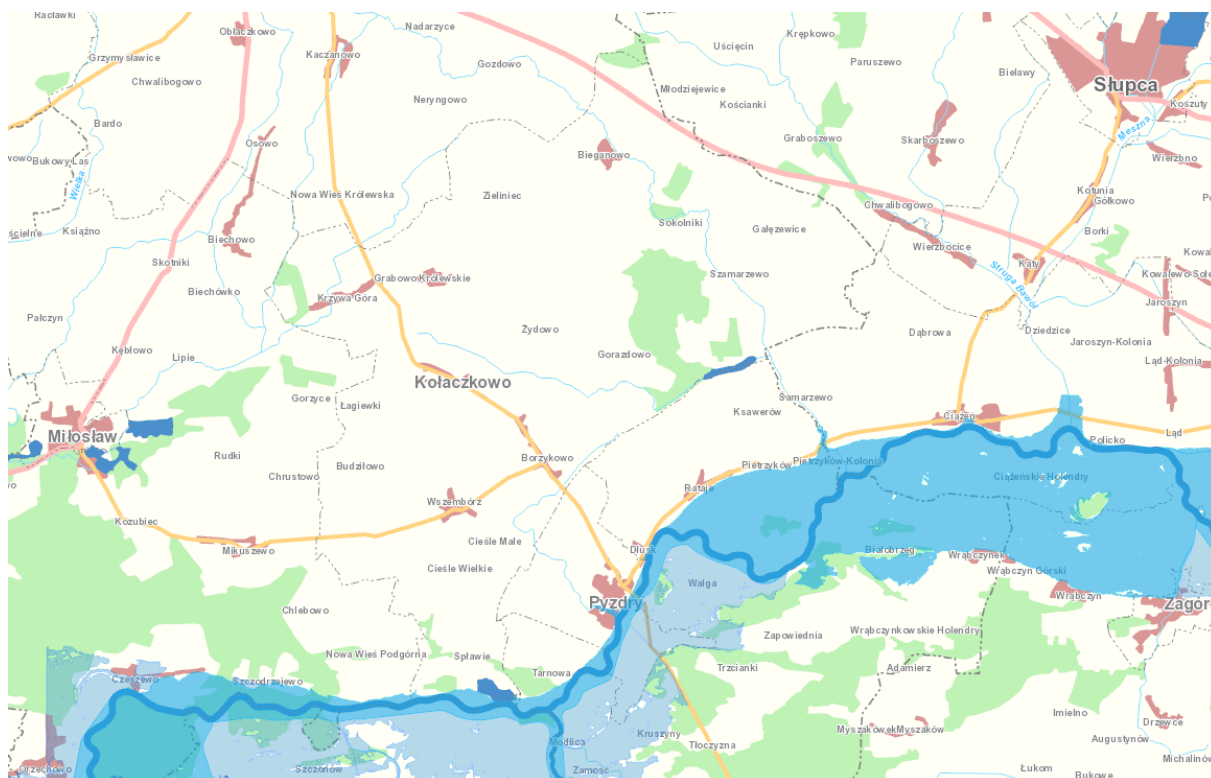 Racławki
Obłaczkowo
Nadarzyce
Kaczanowo
Grzymysławice
Chwalibogowo
Gozdowo
Uścięcin
Krępkowo
Paruszewo
Bielawy
Słupca
Młodziejewice
Kościanki
Neryngowo
Koszuty
Bardo
Meszna
Osowo
Graboszewo
Skarboszewo
Bieganowo
Wierzbno
Bukowy Las
Wielka
Nowa Wieś Królewska
Zieliniec
Kotunia
Gółkowo
Chwalibogowo
Książno
Sokolniki
Gałęzewice
Borki
Biechowo
Wierzbocice
Skotniki
Kąty
Struga Bawół
Szamarzewo
Grabowo Królewskie
Biechówko
Krzywa Góra
Jaroszyn
Pałczyn
Żydowo
Dąbrowa
Dziedzice
Jaroszyn-Kolonia
Kębłowo
Lipie
Gorazdowo
Ląd-Kolonia
Kołaczkowo
Gorzyce
Łagiewki
Samarzewo
Ksawerów
Ciążeń
Miłosław
Policko
Ląd
Rudki
Borzykowo
Budziłowo
Pietrzyków
Pietrzyków-Kolonia
Chrustowo
Ciążeńskie Holendry
Rataje
Wszembórz
Kozubiec
Cieśle Małe
Mikuszewo
Dłusk
Białobrzeg
Wrąbczynek
Cieśle Wielkie
Wrąbczyn Górski
Walga
Wrąbczyn
Pyzdry
Zagór
Chlebowo
Zapowiednia
Wrąbczynkowskie Holendry
Nowa Wieś Podgórna
Spławie
Trzcianki
Adamierz
Tarnowa
Czeszewo
Szczodrzejewo
Imielno
Drzewce
Myszakówek
Myszaków
Kruszyny
Augustynów
Modlica
Tłoczyzna
Michalinów
Orzechowo
Szczonów
Zamość
Łukom
Bukowe